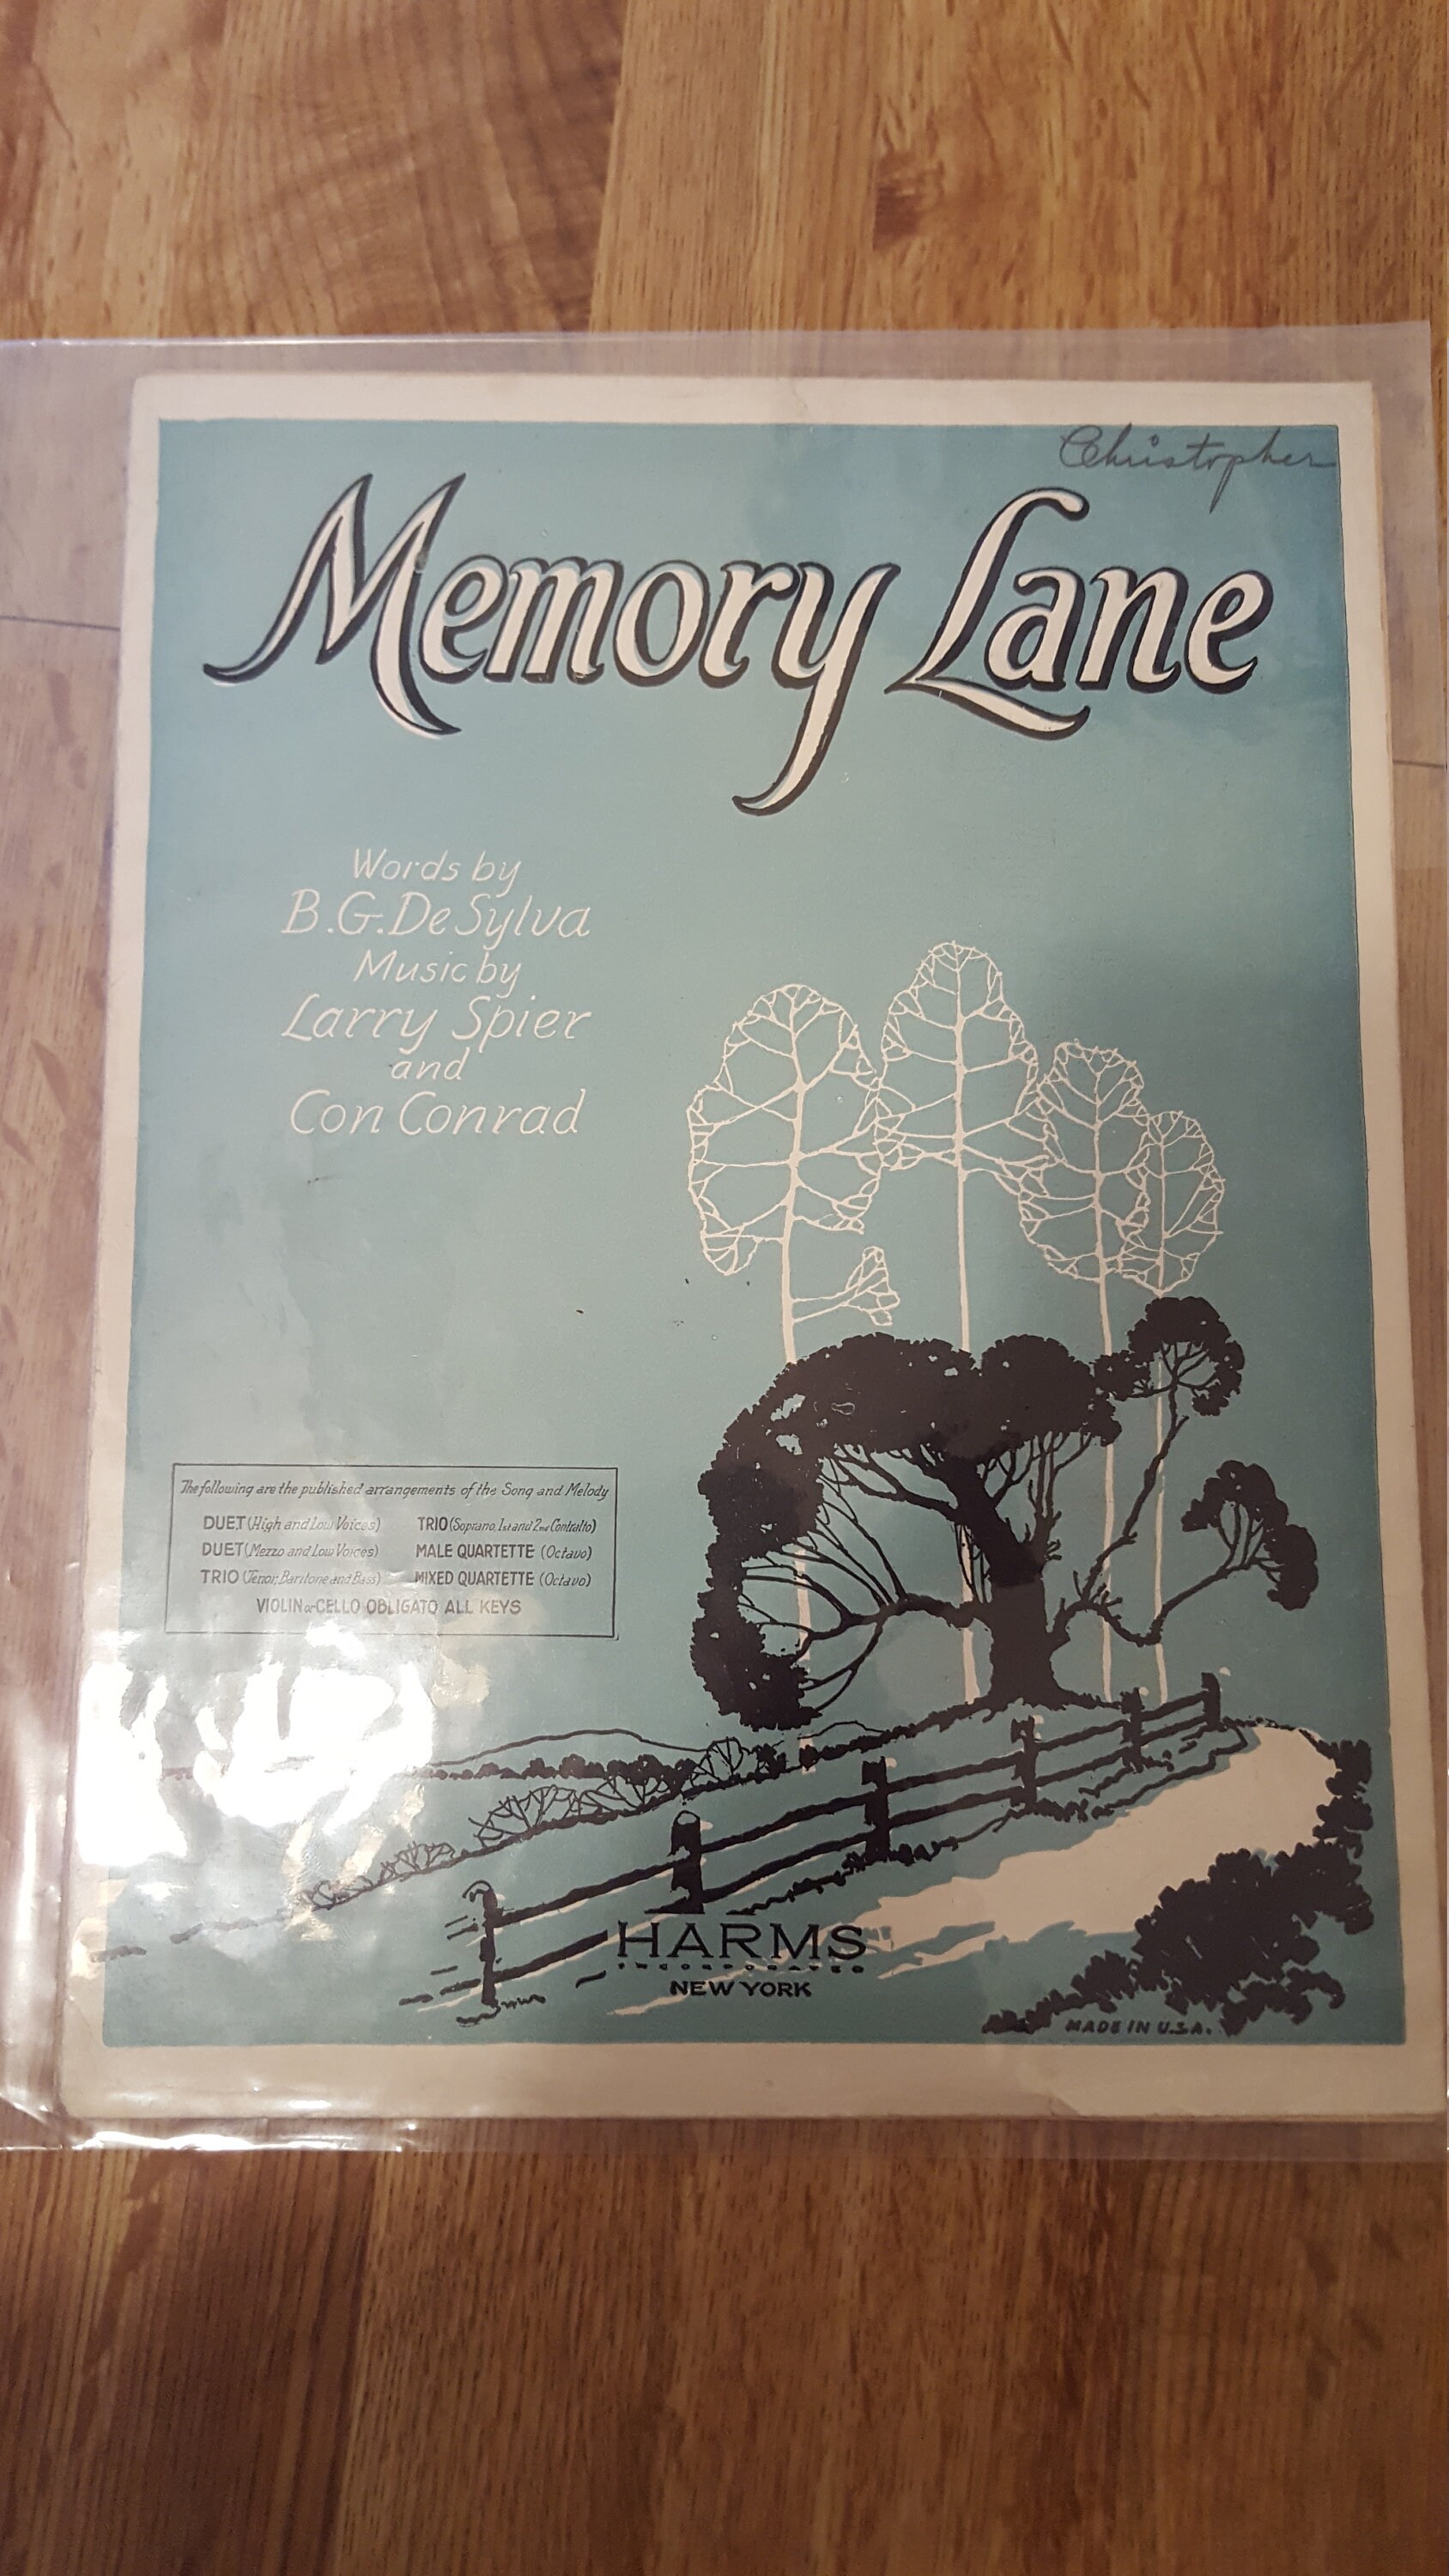 Christopher
Memory Lane
Words by
B.G. De Sylva
Music by
Larry Spier
and
Con Conrad
The following are the published arrangements of the Song and Melody
DUET (High and Low Voices) TRIO (Soprano, 1st and 2nd Contralto)
DUET (Mezzo and Low Voices) MALE QUARTETTE (Octavo)
TRIO (Tenor, Baritone and Bass) MIXED QUARTETTE (Octavo)
VIOLIN or CELLO OBLIGATO ALL KEYS
HARMS
INCORPORATED
NEW YORK
MADE IN U.S.A.